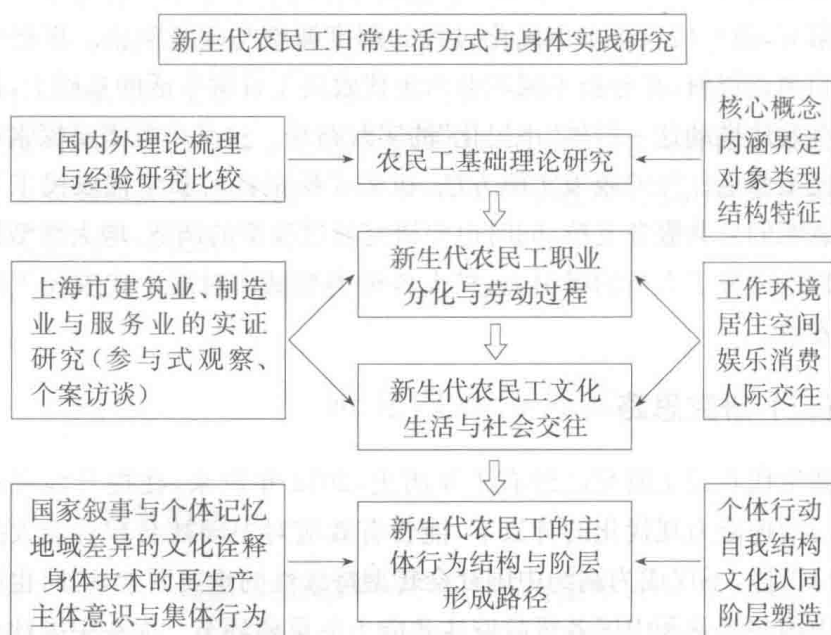 新生代农民工日常生活方式与身体实践研究
国内外理论梳理
与经验研究比较
农民工基础理论研究
核心概念
内涵界定
对象类型
结构特征
上海市建筑业、制造
业与服务业的实证
研究(参与式观察、
个案访谈)
新生代农民工职业
分化与劳动过程
新生代农民工文化
生活与社会交往
工作环境
居住空间
娱乐消费
人际交往
国家叙事与个体记忆
地域差异的文化诠释
身体技术的再生产
主体意识与集体行为
新生代农民工的主
体行为结构与阶层
形成路径
个体行动
自我结构
文化认同
阶层塑造